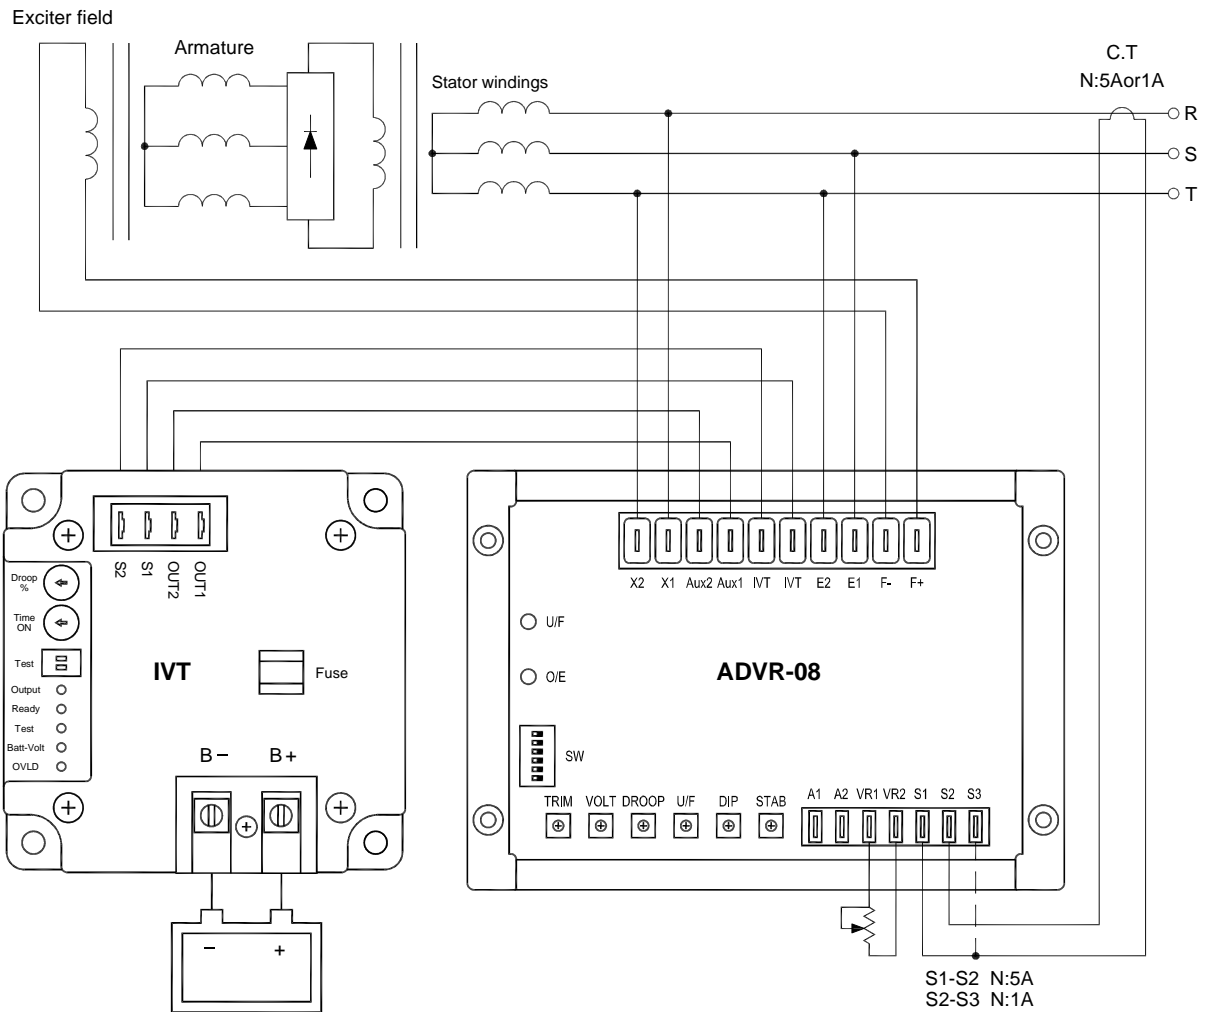 Exciter field
Armature
Stator windings
C.T
N:5Aor1A
R
S
T
S2
S1
OUT2
OUT1
Droop
%
Time
ON
Test
Output
Ready
Test
Batt-Volt
OVLD
IVT
Fuse
B− B+
− +
X2 X1 Aux2 Aux1 IVT IVT E2 E1 F- F+
U/F
O/E
ADVR-08
SW
TRIM VOLT DROOP U/F DIP STAB
A1 A2 VR1 VR2 S1 S2 S3
S1-S2 N:5A
S2-S3 N:1A